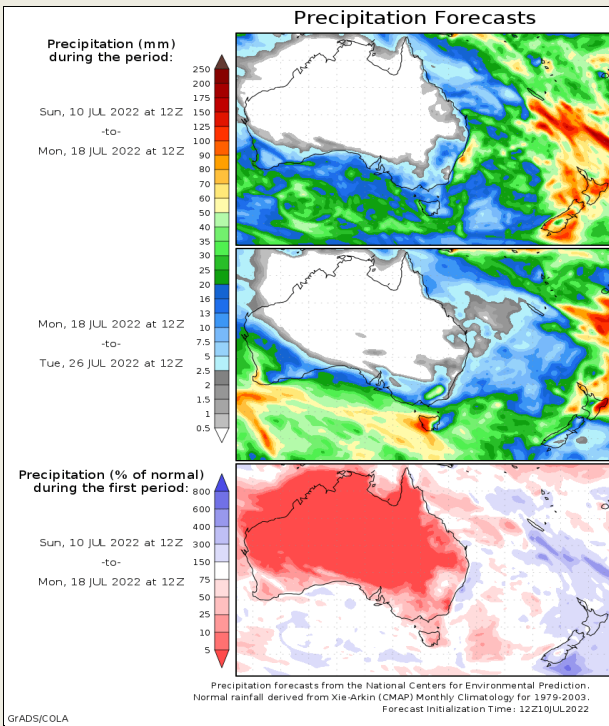 Precipitation Forecasts
Precipitation (mm)
during the period:
Sun, 10 JUL 2022 at 12Z
-to-
Mon, 18 JUL 2022 at 12Z
250
200
175
150
125
100
90
80
70
60
50
40
35
30
25
20
16
13
10
7.5
5
2.5
2
1.5
1
0.5
Mon, 18 JUL 2022 at 12Z
-to-
Tue, 26 JUL 2022 at 12Z
Precipitation (% of normal)
during the first period:
Sun, 10 JUL 2022 at 12Z
-to-
Mon, 18 JUL 2022 at 12Z
800
600
400
300
150
75
50
25
10
5
Precipitation forecasts from the National Centers for Environmental Prediction.
Normal rainfall derived from Xie-Arkin (CMAP) Monthly Climatology for 1979-2003.
Forecast Initialization Time: 12Z10JUL2022
GrADS/COLA